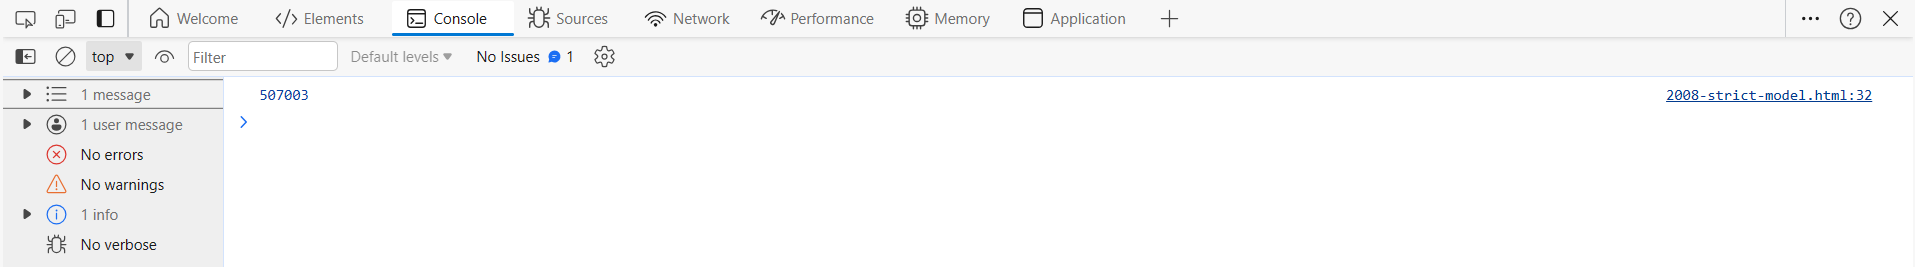 Welcome Elements Console Sources Network Performance Memory Application
top Filter Default levels No Issues 1
1 message
507003 2008-strict-model.html:32
1 user message
No errors
No warnings
1 info
No verbose